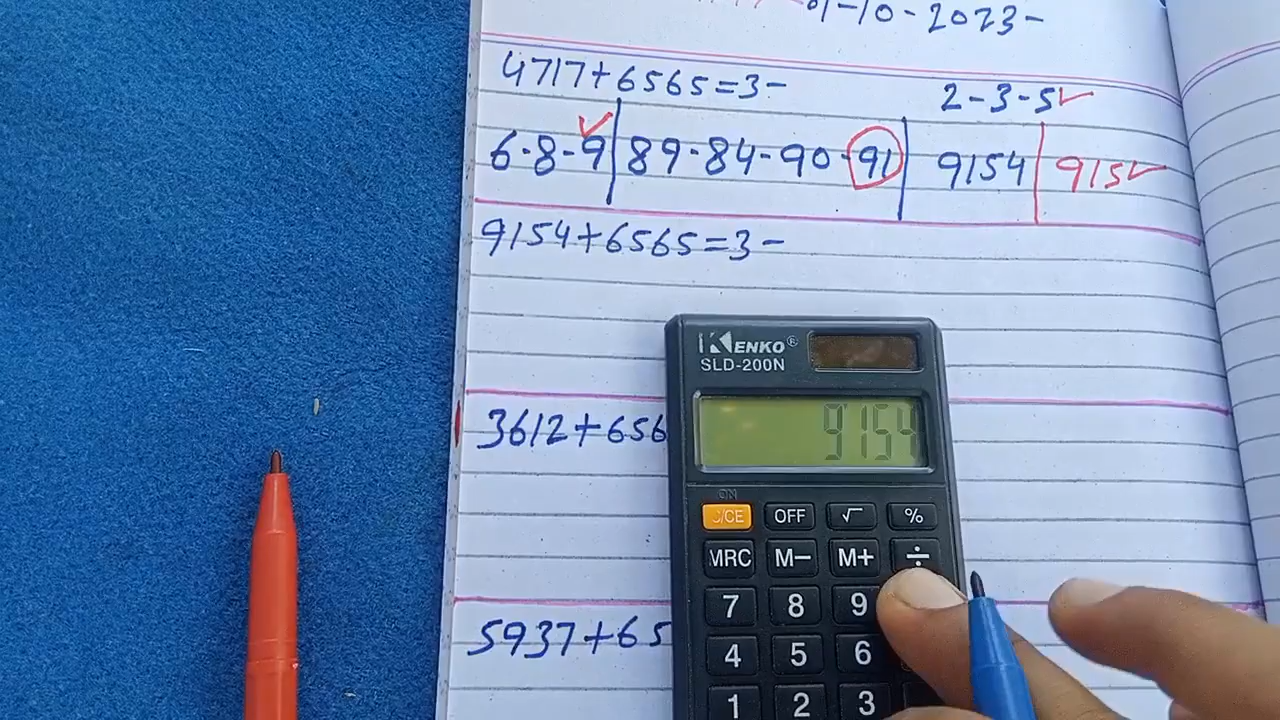 01-10-2023-
4717+6565=3-
2-3-5✓
6-8-9 89-84-90-91 9154 915✓
9154+6565=3-
KENKO®
SLD-200N
9154
3612+656
ON
C/CE OFF √ %
MRC M− M+ ÷
7 8 9
5937+65
4 5 6
1 2 3